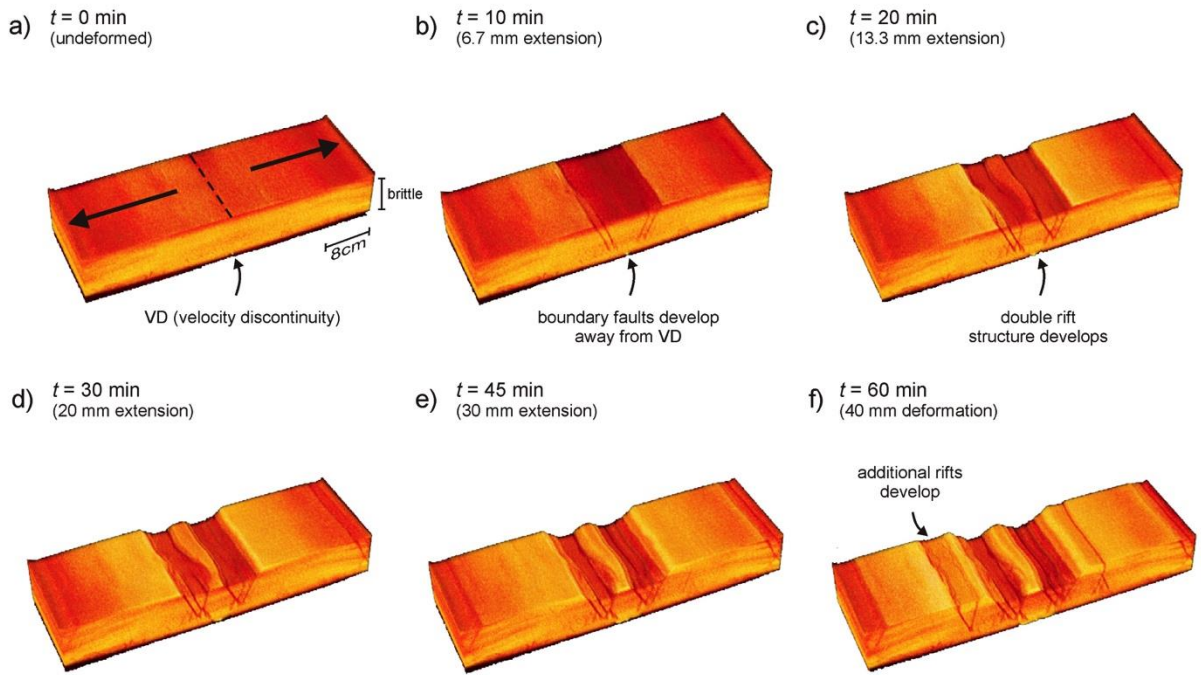 a)
t = 0 min
(undeformed)
brittle
8cm
VD (velocity discontinuity)
b)
t = 10 min
(6.7 mm extension)
boundary faults develop
away from VD
c)
t = 20 min
(13.3 mm extension)
double rift
structure develops
d)
t = 30 min
(20 mm extension)
e)
t = 45 min
(30 mm extension)
f)
t = 60 min
(40 mm deformation)
additional rifts
develop